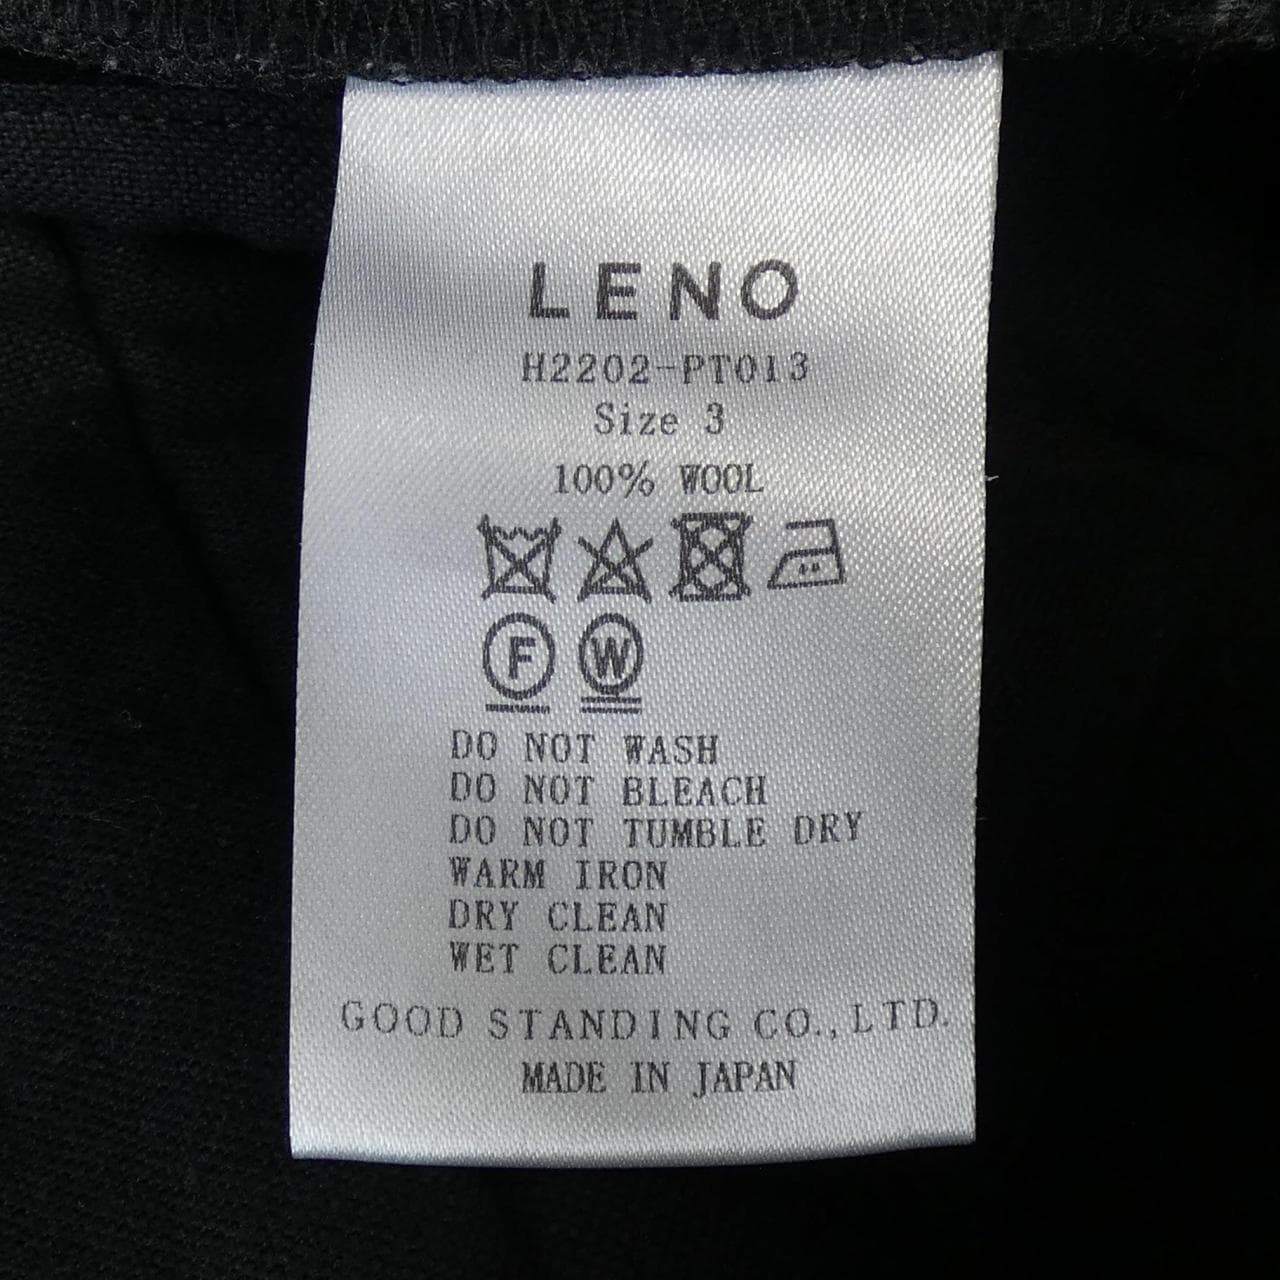 LENO
H2202-PT013
Size 3
100% WOOL
F W
DO NOT WASH
DO NOT BLEACH
DO NOT TUMBLE DRY
WARM IRON
DRY CLEAN
WET CLEAN
GOOD STANDING CO., LTD.
MADE IN JAPAN